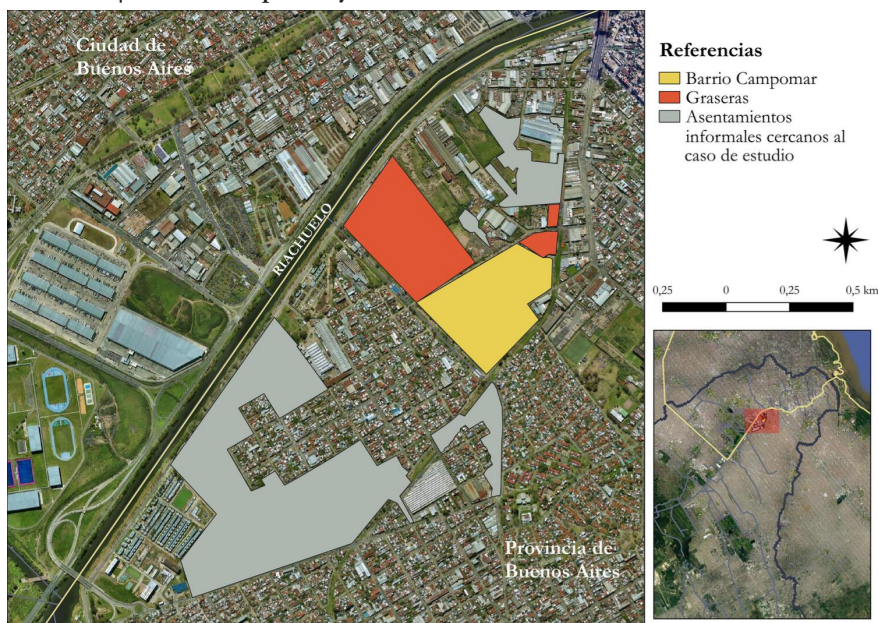 Ciudad de
Buenos Aires
RIACHUELO
Provincia de
Buenos Aires
Referencias
Barrio Campomar
Graseras
Asentamientos
informales cercanos al
caso de estudio
0,25 0 0,25 0,5 km